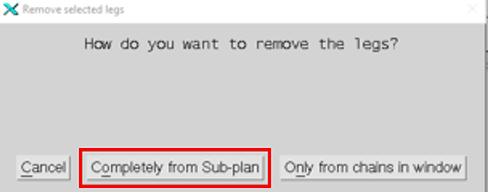 Remove selected legs
How do you want to remove the legs?
Cancel
Completely from Sub-plan
Only from chains in window